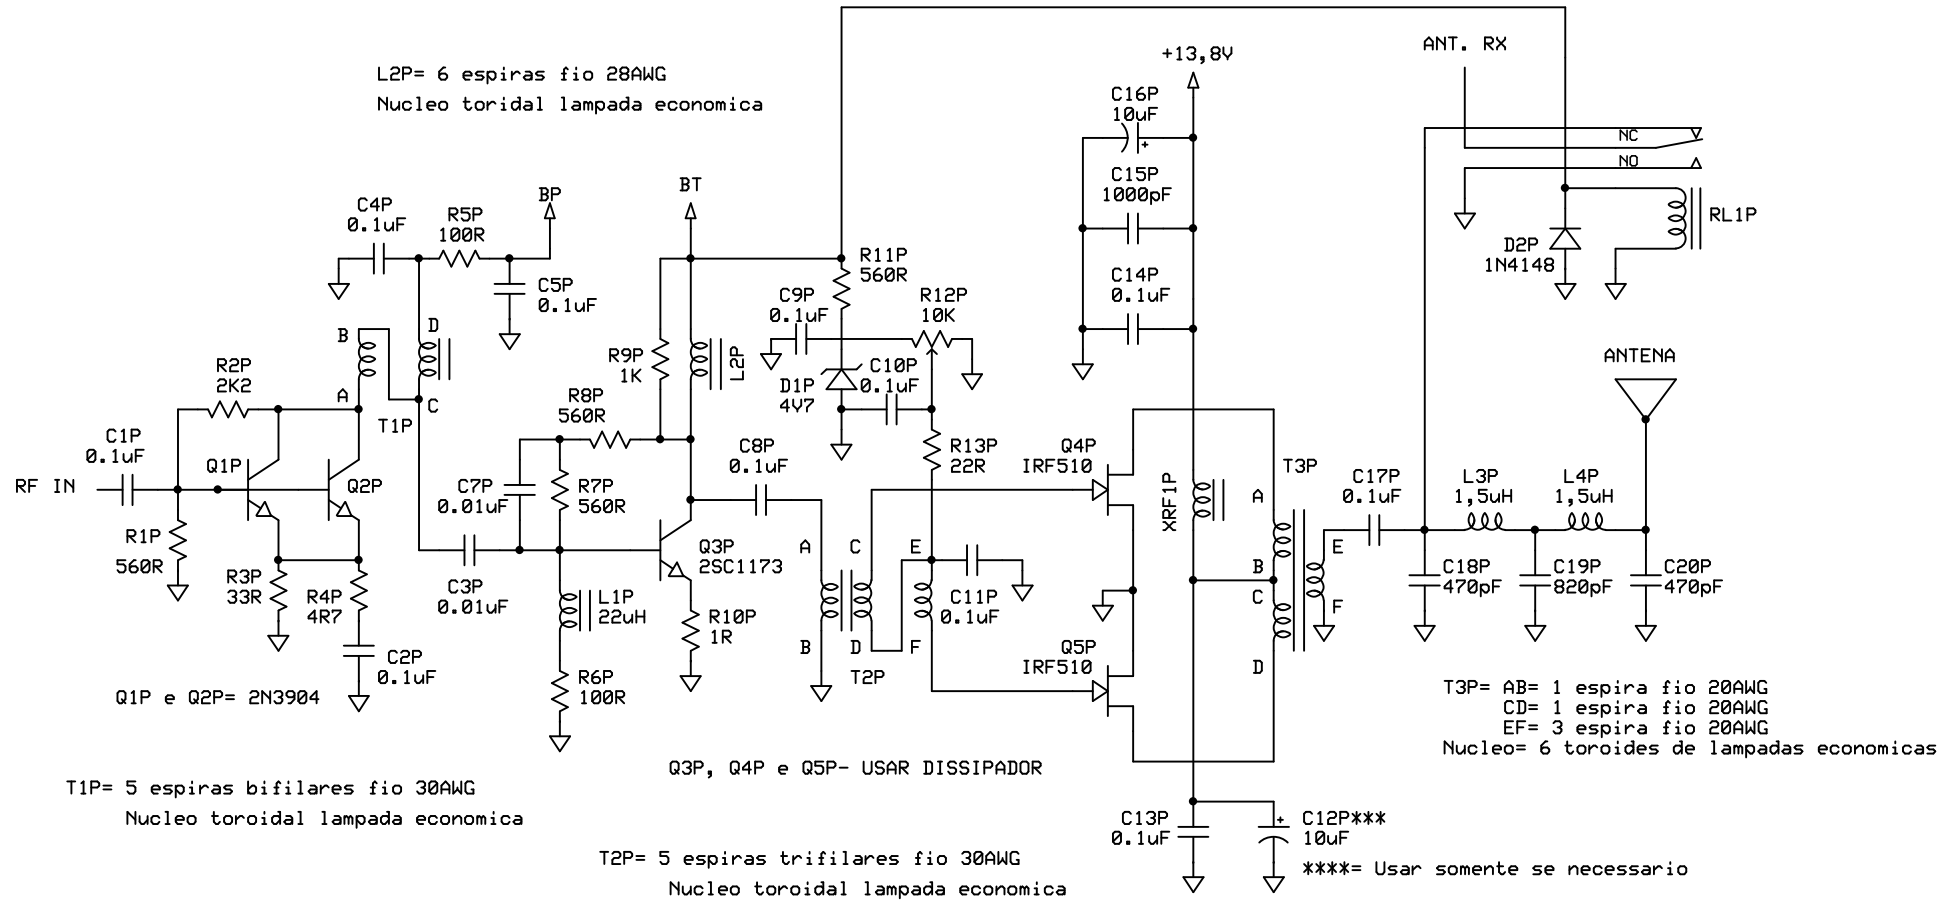 L2P= 6 espiras fio 28AWG
Nucleo toridal lampada economica
+13,8V
ANT. RX
C16P
10uF
+
NC
NO
C15P
1000pF
RL1P
D2P
1N4148
C14P
0.1uF
BP
BT
C4P
0.1uF
R5P
100R
C5P
0.1uF
R11P
560R
C9P
0.1uF
R12P
10K
B
D
R2P
2K2
A
C
T1P
R9P
1K
L2P
D1P
4V7
C10P
0.1uF
R8P
560R
ANTENA
C1P
0.1uF
RF IN
Q1P
Q2P
C7P
0.01uF
R7P
560R
C8P
0.1uF
R13P
22R
Q4P
IRF510
XRF1P
T3P
A
B
C
D
E
F
C17P
0.1uF
L3P
1,5uH
L4P
1,5uH
R1P
560R
R3P
33R
R4P
4R7
C2P
0.1uF
C3P
0.01uF
Q3P
2SC1173
L1P
22uH
R10P
1R
R6P
100R
A
B
C
D
E
F
T2P
C11P
0.1uF
Q5P
IRF510
C18P
470pF
C19P
820pF
C20P
470pF
Q1P e Q2P= 2N3904
T3P= AB= 1 espira fio 20AWG
CD= 1 espira fio 20AWG
EF= 3 espira fio 20AWG
Nucleo= 6 toroides de lampadas economicas
Q3P, Q4P e Q5P- USAR DISSIPADOR
T1P= 5 espiras bifilares fio 30AWG
Nucleo toroidal lampada economica
C13P
0.1uF
+
C12P***
10uF
****= Usar somente se necessario
T2P= 5 espiras trifilares fio 30AWG
Nucleo toroidal lampada economica